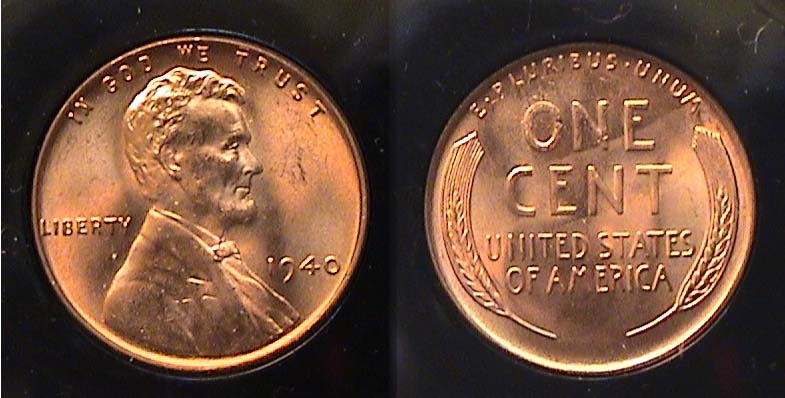 IN GOD WE TRUST
LIBERTY
1940
E·PLURIBUS·UNUM
ONE
CENT
UNITED STATES
OF AMERICA